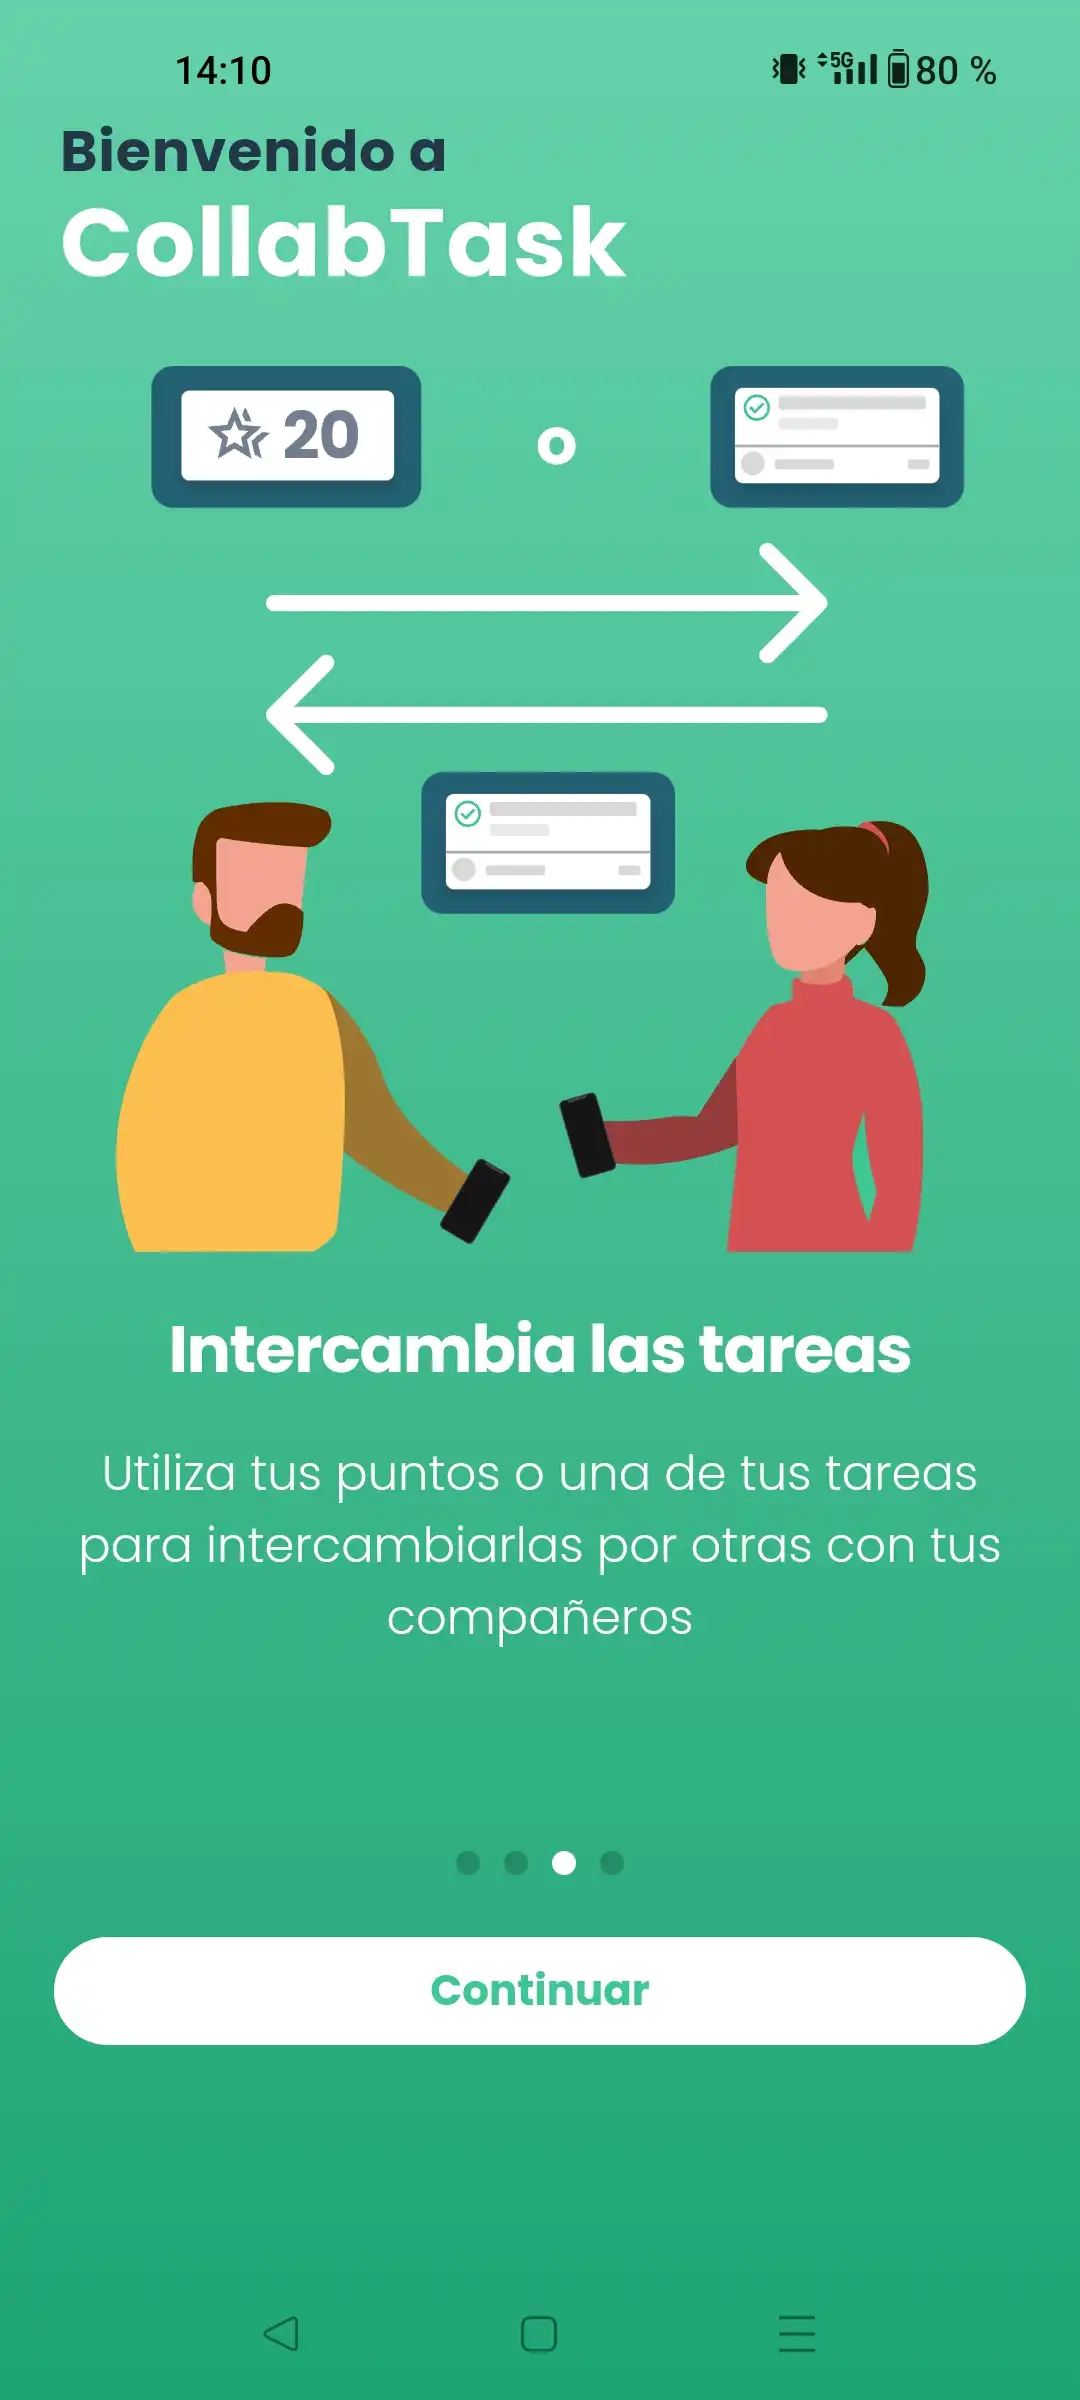 14:10
5G
80 %
Bienvenido a
CollabTask
20
o
Intercambia las tareas
Utiliza tus puntos o una de tus tareas
para intercambiarlas por otras con tus
compañeros
Continuar